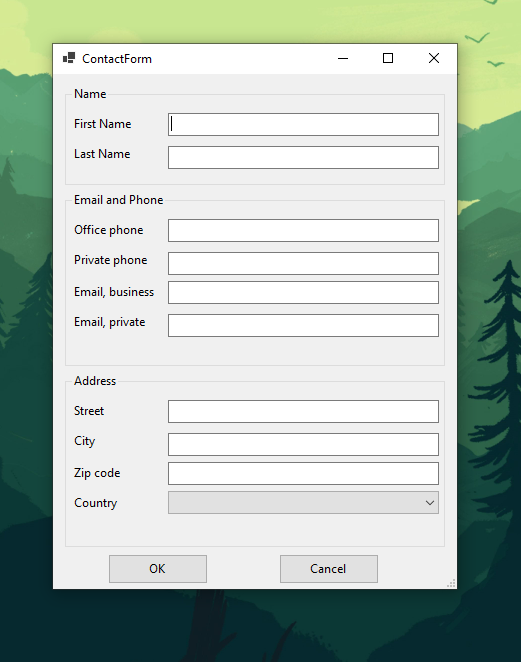 ContactForm
Name
First Name
Last Name
Email and Phone
Office phone
Private phone
Email, business
Email, private
Address
Street
City
Zip code
Country
OK Cancel